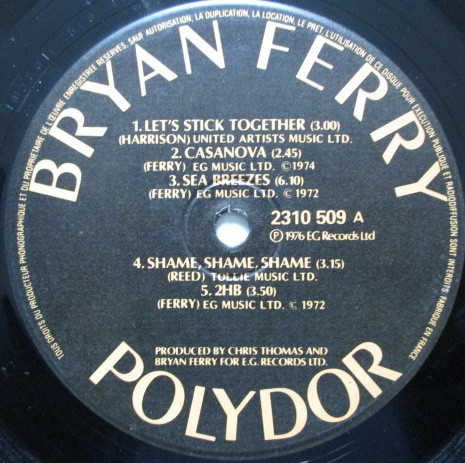 TOUS DROITS DU PRODUCTEUR PHONOGRAPHIQUE ET DU PROPRIETAIRE DE L'ŒUVRE ENREGISTREE RESERVES, SAUF AUTORISATION, LA DUPLICATION, LA LOCATION, LE PRET, L'UTILISATION DE CE DISQUE POUR EXECUTION PUBLIQUE ET RADIODIFFUSION SONT INTERDITS FABRIQUE EN FRANCE
BRYAN FERRY
1. LET'S STICK TOGETHER (3.00)
(HARRISON) UNITED ARTISTS MUSIC LTD.
2. CASANOVA (2.45)
(FERRY) EG MUSIC LTD. ©1974
3. SEA BREEZES (6.10)
(FERRY) EG MUSIC LTD. © 1972
2310 509 A
℗ 1976 EG Records Ltd
4. SHAME, SHAME, SHAME (3.15)
(REED) TOLLIE MUSIC LTD.
5. 2HB (3.50)
(FERRY) EG MUSIC LTD. © 1972
PRODUCED BY CHRIS THOMAS AND
BRYAN FERRY FOR E.G. RECORDS LTD.
POLYDOR